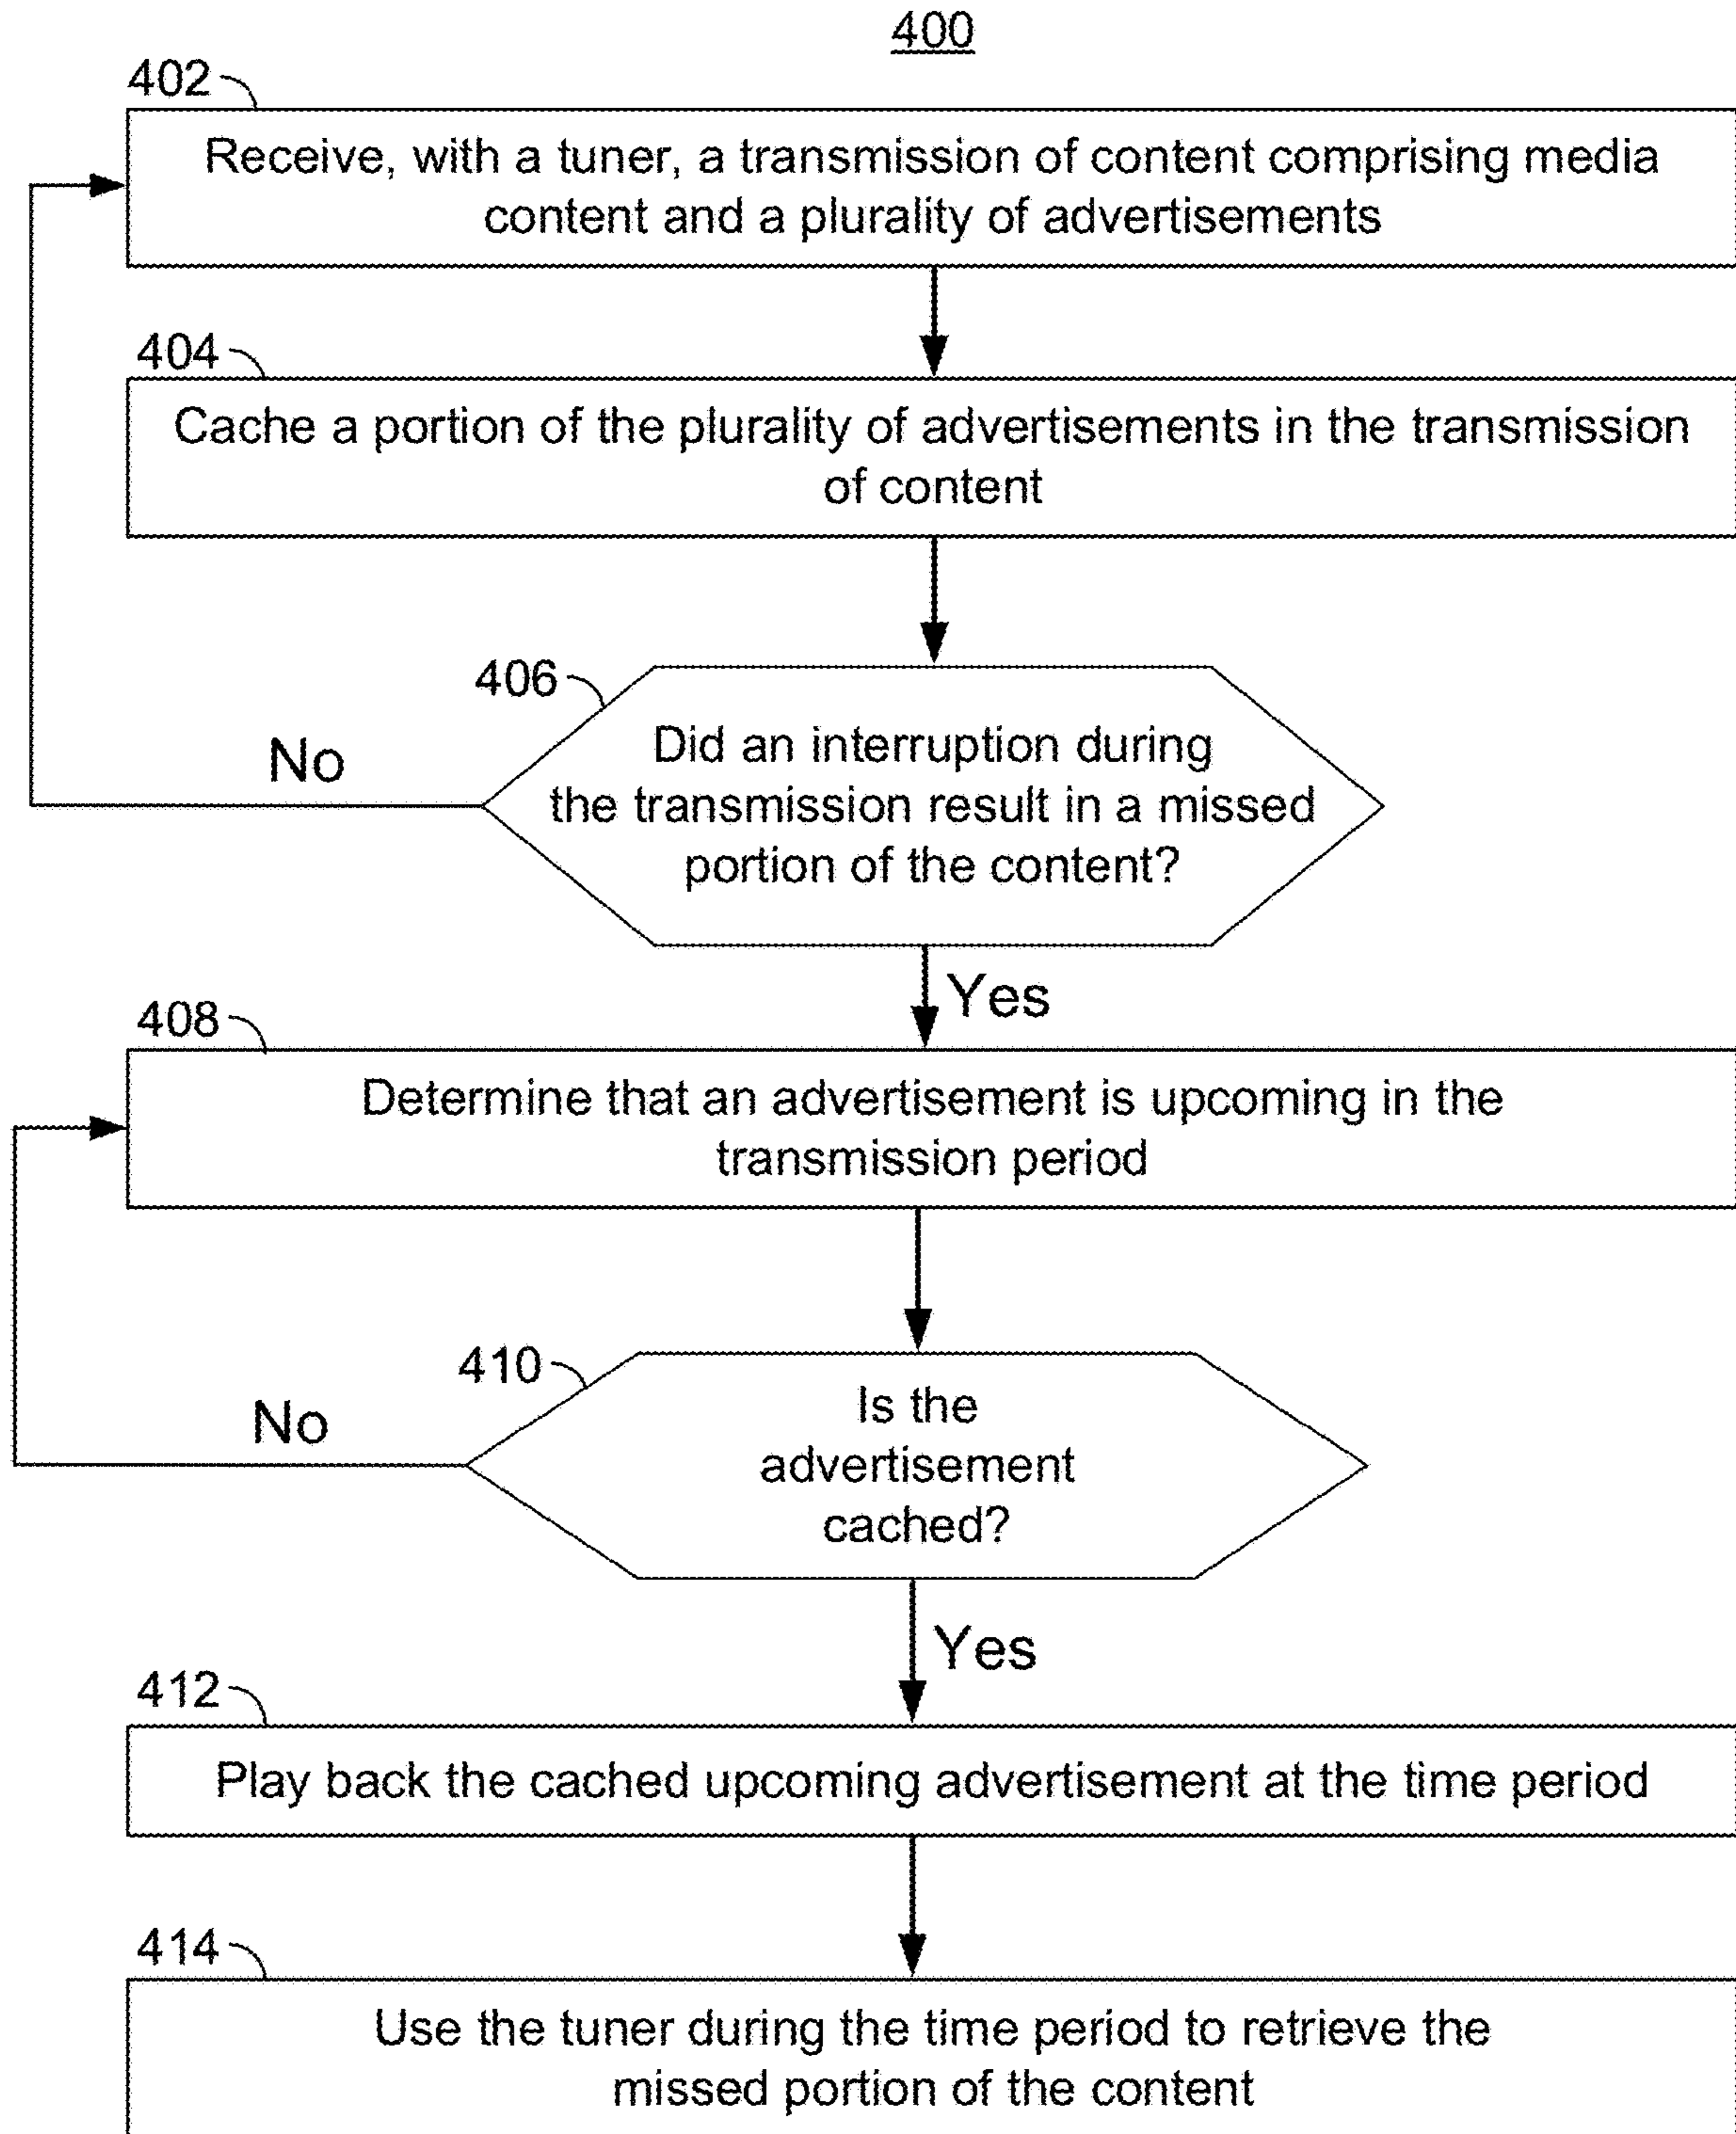 400
402
Receive, with a tuner, a transmission of content comprising media
content and a plurality of advertisements
404
Cache a portion of the plurality of advertisements in the transmission
of content
406
Did an interruption during
the transmission result in a missed
portion of the content?
No
Yes
408
Determine that an advertisement is upcoming in the
transmission period
410
Is the
advertisement
cached?
No
Yes
412
Play back the cached upcoming advertisement at the time period
414
Use the tuner during the time period to retrieve the
missed portion of the content